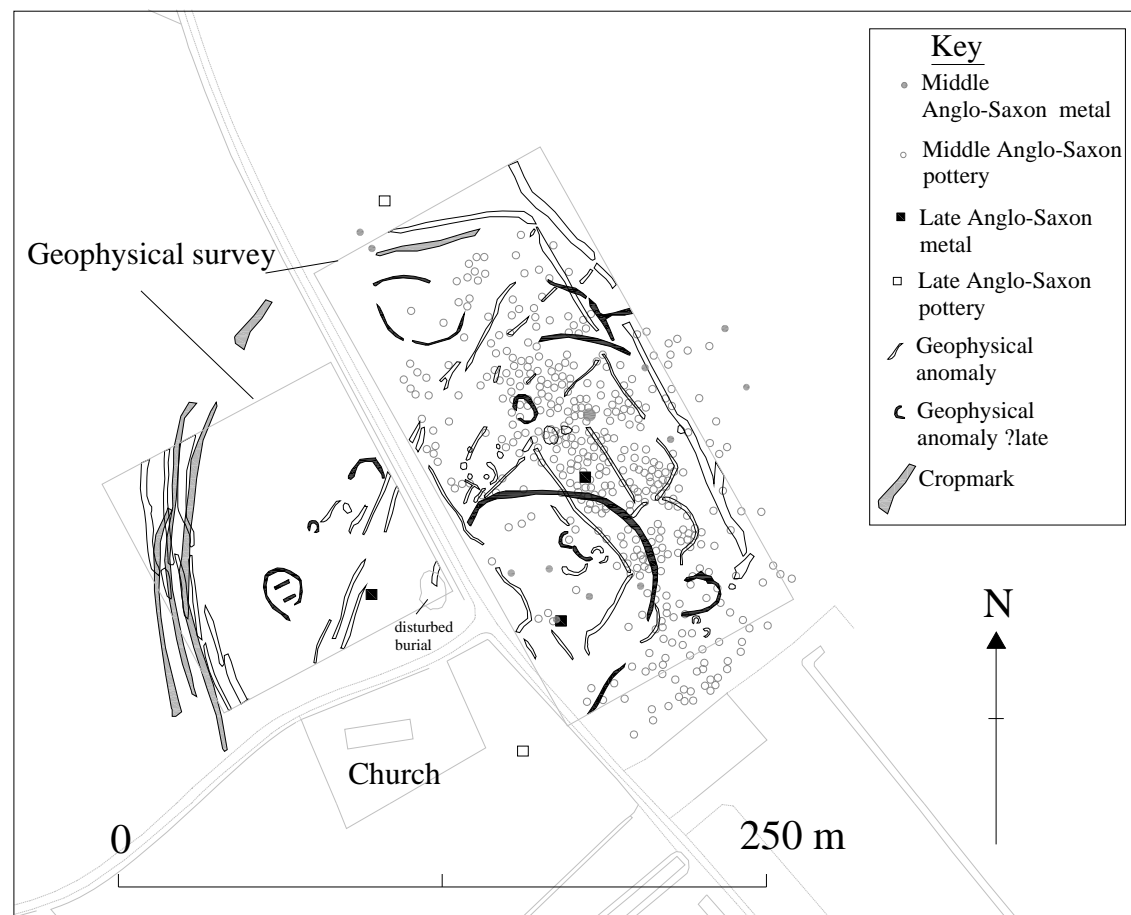 Key
Middle
Anglo-Saxon metal
Middle Anglo-Saxon
pottery
Late Anglo-Saxon
metal
Late Anglo-Saxon
pottery
Geophysical
anomaly
Geophysical
anomaly ?late
Cropmark
Geophysical survey
disturbed
burial
Church
N
0
250 m